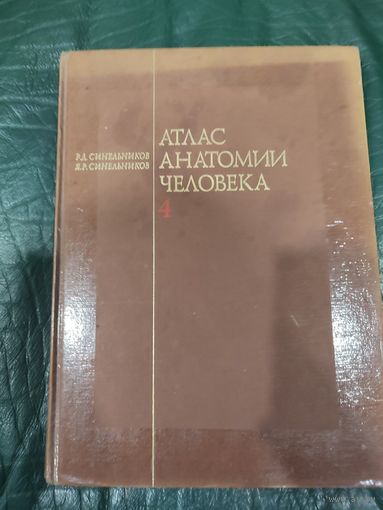 Р.Д. СИНЕЛЬНИКОВ
Я.Р. СИНЕЛЬНИКОВ
АТЛАС
АНАТОМИИ
ЧЕЛОВЕКА
4